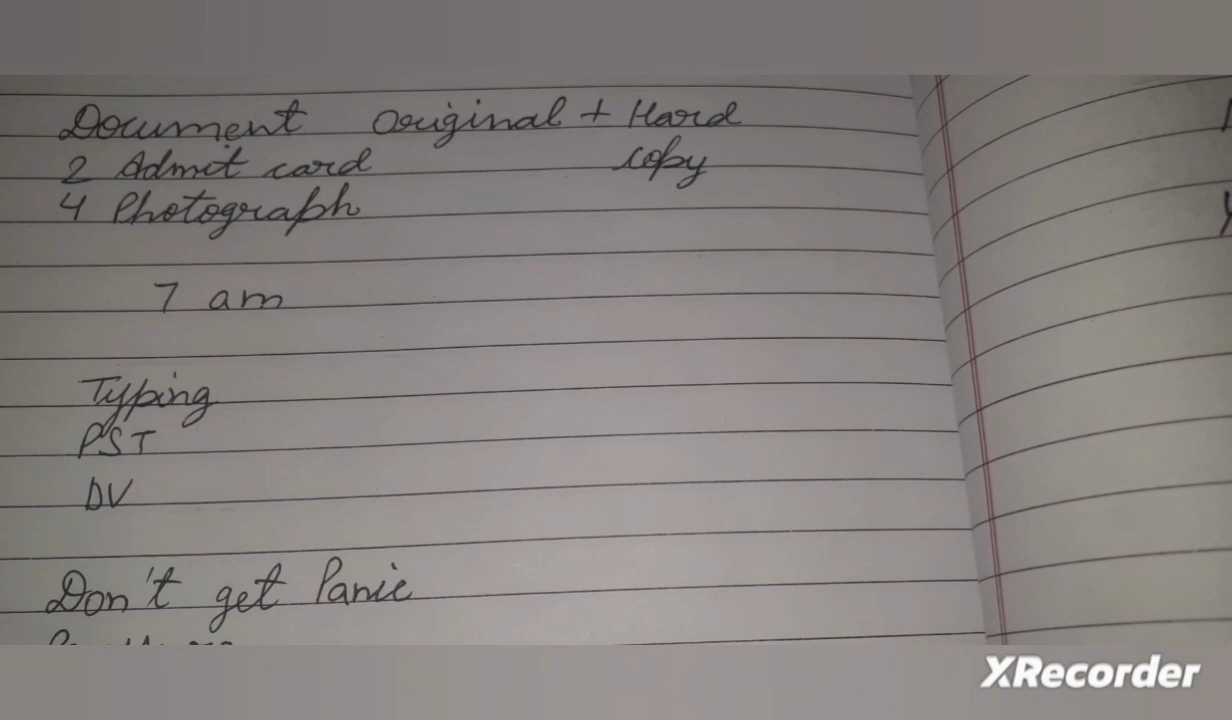 Document Original + Hard
copy
2 Admit card
4 Photograph
7 am
Typing
PST
DV
Don't get Panic
XRecorder